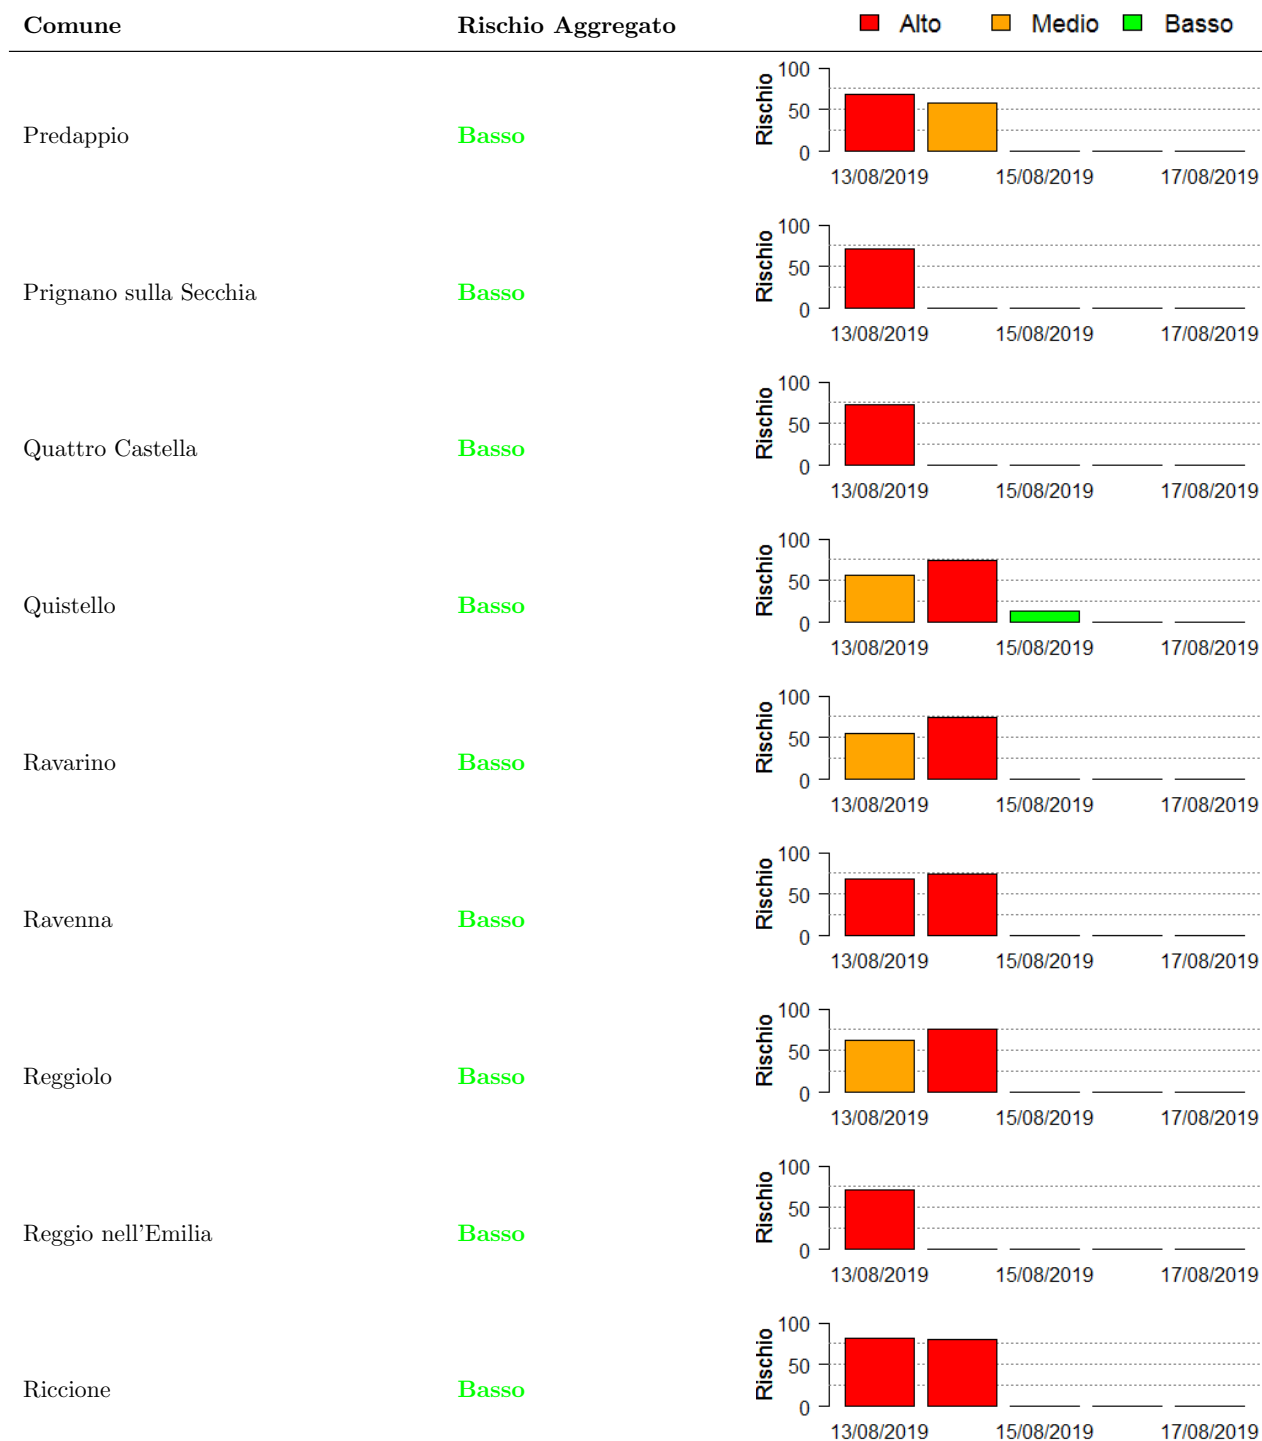 Comune Rischio Aggregato Alto Medio Basso
100
50
0
Rischio
Predappio Basso
13/08/2019 15/08/2019 17/08/2019
100
50
0
Rischio
Prignano sulla Secchia Basso
13/08/2019 15/08/2019 17/08/2019
100
50
0
Rischio
Quattro Castella Basso
13/08/2019 15/08/2019 17/08/2019
100
50
0
Rischio
Quistello Basso
13/08/2019 15/08/2019 17/08/2019
100
50
0
Rischio
Ravarino Basso
13/08/2019 15/08/2019 17/08/2019
100
50
0
Rischio
Ravenna Basso
13/08/2019 15/08/2019 17/08/2019
100
50
0
Rischio
Reggiolo Basso
13/08/2019 15/08/2019 17/08/2019
100
50
0
Rischio
Reggio nell'Emilia Basso
13/08/2019 15/08/2019 17/08/2019
100
50
0
Rischio
Riccione Basso
13/08/2019 15/08/2019 17/08/2019